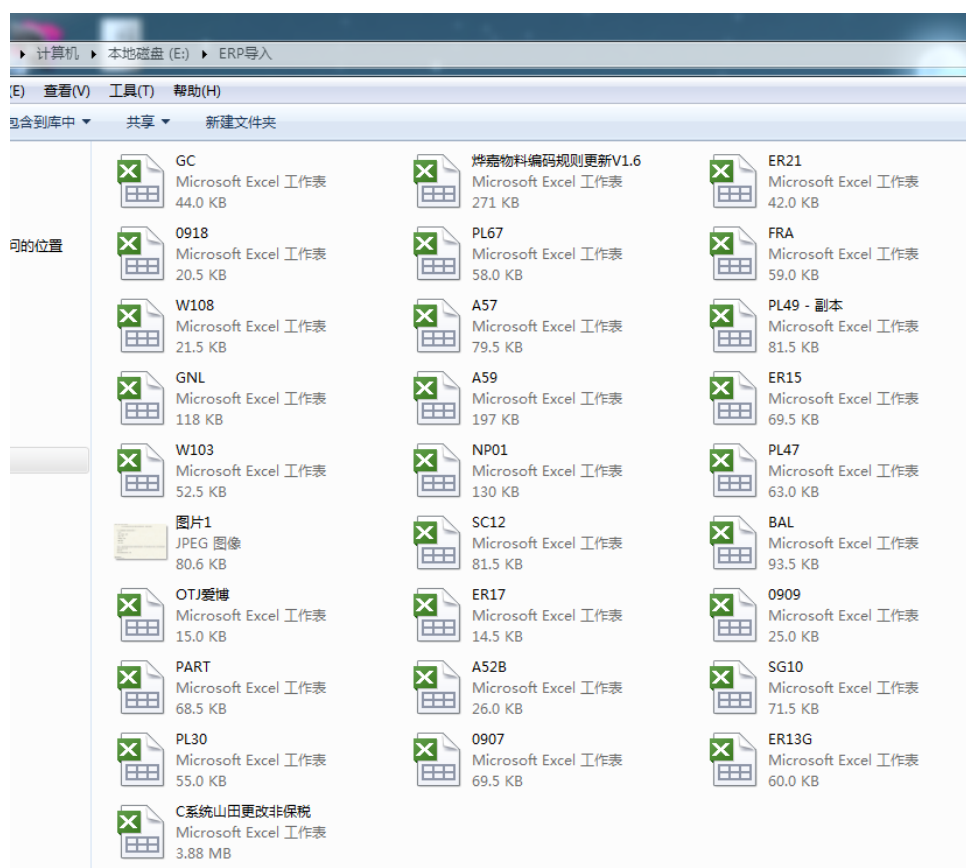 计算机 ▸ 本地磁盘 (E:) ▸ ERP导入
(E) 查看(V) 工具(T) 帮助(H)
包含到库中 共享 新建文件夹
问的位置
GC
Microsoft Excel 工作表
44.0 KB
烨嘉物料编码规则更新V1.6
Microsoft Excel 工作表
271 KB
ER21
Microsoft Excel 工作表
42.0 KB
0918
Microsoft Excel 工作表
20.5 KB
PL67
Microsoft Excel 工作表
58.0 KB
FRA
Microsoft Excel 工作表
59.0 KB
W108
Microsoft Excel 工作表
21.5 KB
A57
Microsoft Excel 工作表
79.5 KB
PL49 - 副本
Microsoft Excel 工作表
81.5 KB
GNL
Microsoft Excel 工作表
118 KB
A59
Microsoft Excel 工作表
197 KB
ER15
Microsoft Excel 工作表
69.5 KB
W103
Microsoft Excel 工作表
52.5 KB
NP01
Microsoft Excel 工作表
130 KB
PL47
Microsoft Excel 工作表
63.0 KB
图片1
JPEG 图像
80.6 KB
SC12
Microsoft Excel 工作表
81.5 KB
BAL
Microsoft Excel 工作表
93.5 KB
OTJ爱博
Microsoft Excel 工作表
15.0 KB
ER17
Microsoft Excel 工作表
14.5 KB
0909
Microsoft Excel 工作表
25.0 KB
PART
Microsoft Excel 工作表
68.5 KB
A52B
Microsoft Excel 工作表
26.0 KB
SG10
Microsoft Excel 工作表
71.5 KB
PL30
Microsoft Excel 工作表
55.0 KB
0907
Microsoft Excel 工作表
69.5 KB
ER13G
Microsoft Excel 工作表
60.0 KB
C系统山田更改非保税
Microsoft Excel 工作表
3.88 MB